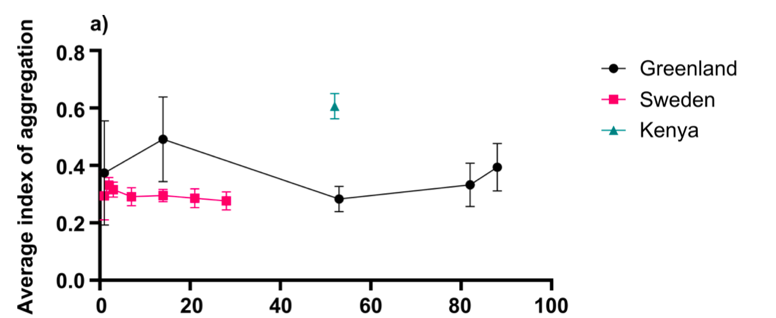 a)
Average index of aggregation
0.8
0.6
0.4
0.2
0.0
0 20 40 60 80 100
Greenland
Sweden
Kenya